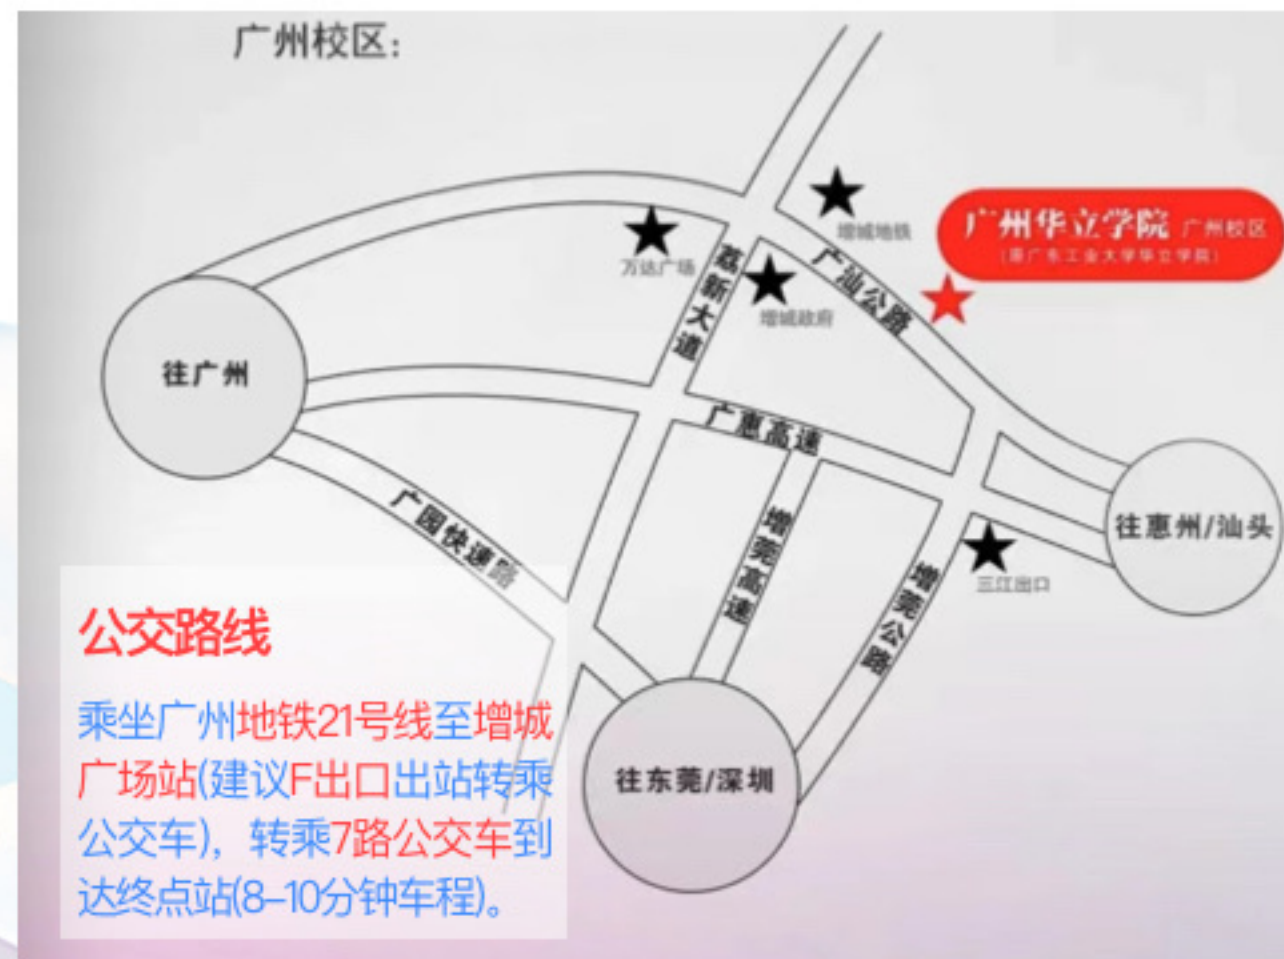 广州校区:
增城地铁
广州华立学院 广州校区
(原广东工业大学华立学院)
万达广场
荔新大道
增城政府
广汕公路
往广州
广惠高速
广园快速路
增莞高速
增莞公路
往惠州/汕头
三江出口
往东莞/深圳
公交路线
乘坐广州地铁21号线至增城
广场站(建议F出口出站转乘
公交车)，转乘7路公交车到
达终点站(8-10分钟车程)。